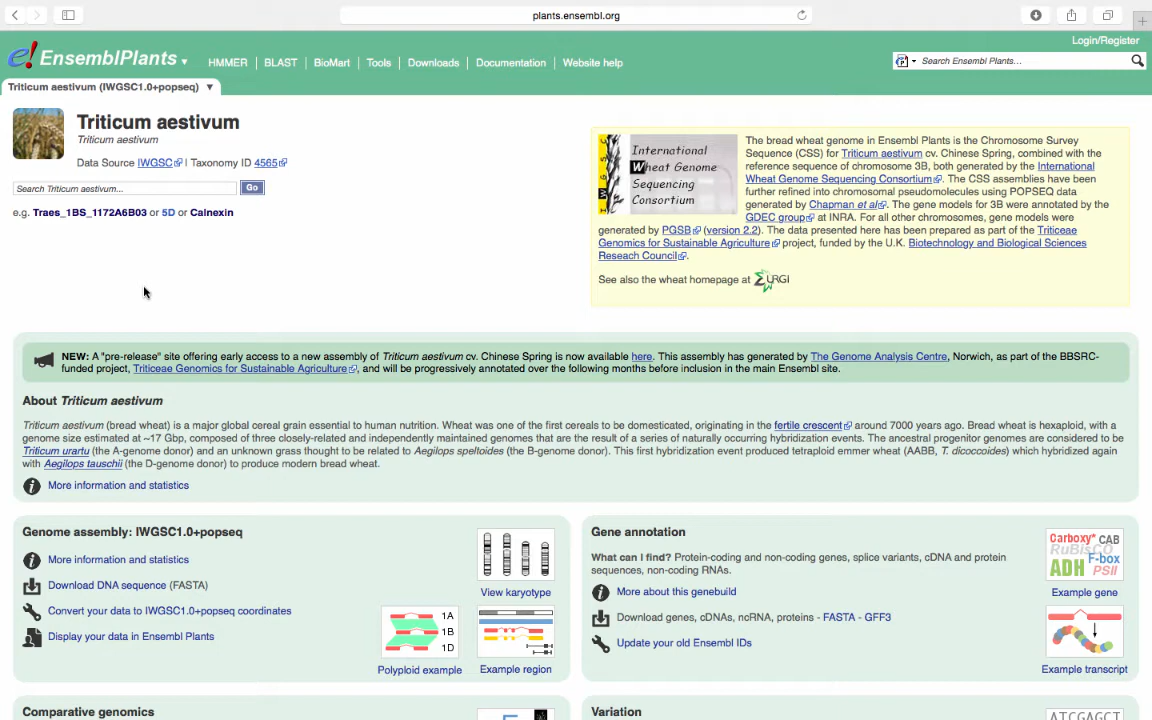 plants.ensembl.org
Login/Register
e! EnsemblPlants ▾ HMMER | BLAST | BioMart | Tools | Downloads | Documentation | Website help
Search Ensembl Plants...
Triticum aestivum (IWGSC1.0+popseq) ▼
Triticum aestivum
Triticum aestivum
Data Source IWGSC | Taxonomy ID 4565
Search Triticum aestivum...
Go
e.g. Traes_1BS_1172A6B03 or 5D or Calnexin
International
Wheat Genome
Sequencing
Consortium
The bread wheat genome in Ensembl Plants is the Chromosome Survey
Sequence (CSS) for Triticum aestivum cv. Chinese Spring, combined with the
reference sequence of chromosome 3B, both generated by the International
Wheat Genome Sequencing Consortium. The CSS assemblies have been
further refined into chromosomal pseudomolecules using POPSEQ data
generated by Chapman et al. The gene models for 3B were annotated by the
GDEC group at INRA. For all other chromosomes, gene models were
generated by PGSB (version 2.2). The data presented here has been prepared as part of the Triticeae
Genomics for Sustainable Agriculture project, funded by the U.K. Biotechnology and Biological Sciences
Reseach Council.
See also the wheat homepage at URGI
NEW: A "pre-release" site offering early access to a new assembly of Triticum aestivum cv. Chinese Spring is now available here. This assembly has generated by The Genome Analysis Centre, Norwich, as part of the BBSRC-
funded project, Triticeae Genomics for Sustainable Agriculture, and will be progressively annotated over the following months before inclusion in the main Ensembl site.
About Triticum aestivum
Triticum aestivum (bread wheat) is a major global cereal grain essential to human nutrition. Wheat was one of the first cereals to be domesticated, originating in the fertile crescent around 7000 years ago. Bread wheat is hexaploid, with a
genome size estimated at ~17 Gbp, composed of three closely-related and independently maintained genomes that are the result of a series of naturally occurring hybridization events. The ancestral progenitor genomes are considered to be
Triticum urartu (the A-genome donor) and an unknown grass thought to be related to Aegilops speltoides (the B-genome donor). This first hybridization event produced tetraploid emmer wheat (AABB, T. dicoccoides) which hybridized again
with Aegilops tauschii (the D-genome donor) to produce modern bread wheat.
More information and statistics
Genome assembly: IWGSC1.0+popseq
More information and statistics
Download DNA sequence (FASTA)
Convert your data to IWGSC1.0+popseq coordinates
Display your data in Ensembl Plants
View karyotype
1A
1B
1D
Polyploid example
Example region
Gene annotation
What can I find? Protein-coding and non-coding genes, splice variants, cDNA and protein
sequences, non-coding RNAs.
More about this genebuild
Download genes, cDNAs, ncRNA, proteins - FASTA - GFF3
Update your old Ensembl IDs
Carboxy* CAB
RuBisCO
ADH F-box
PSII
Example gene
Example transcript
Comparative genomics
Variation
ATCGAGCT